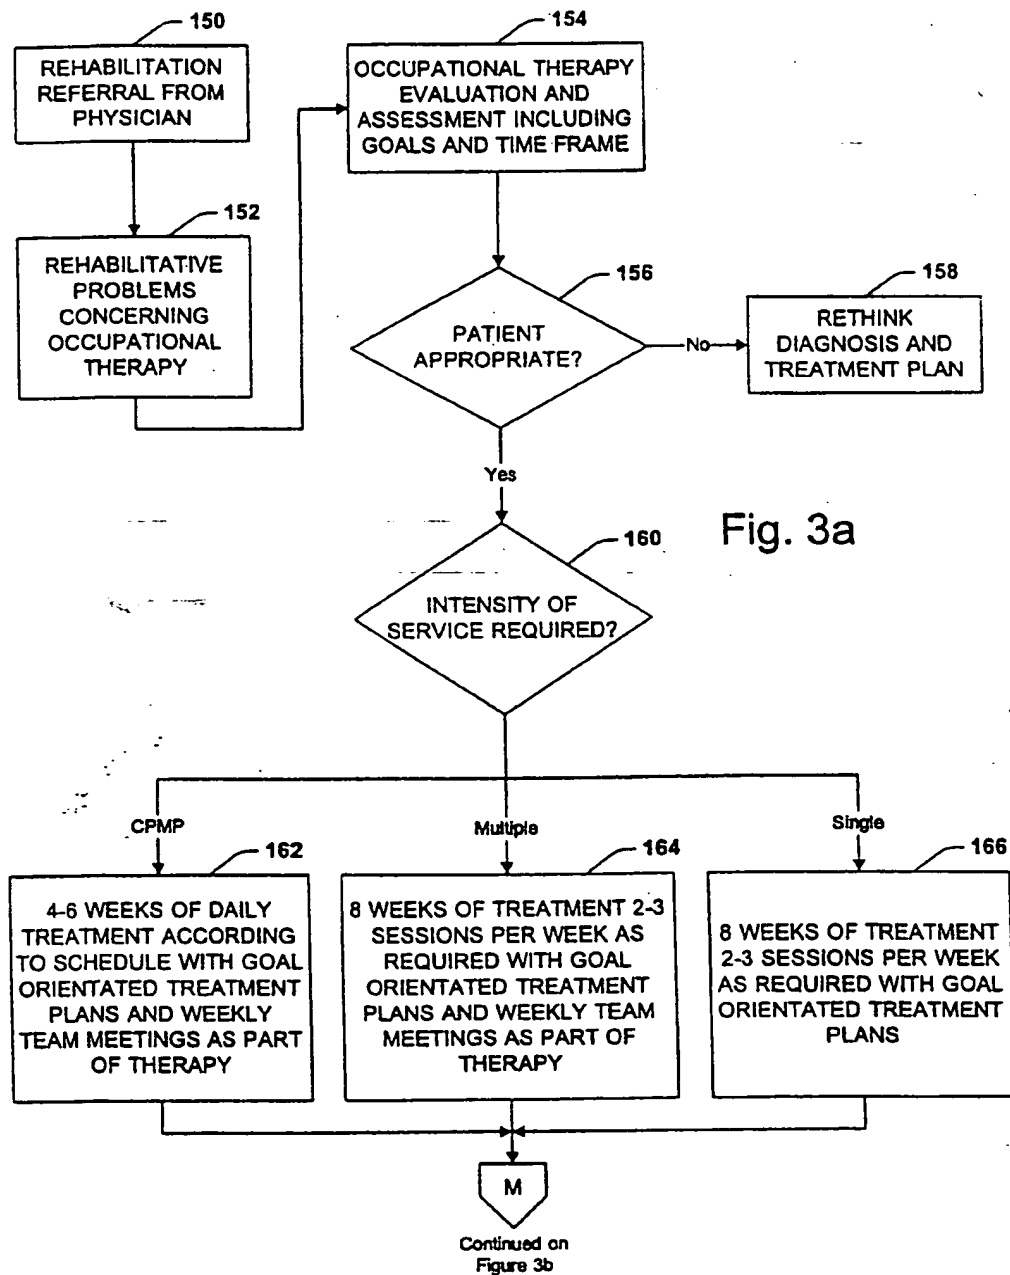 150
REHABILITATION
REFERRAL FROM
PHYSICIAN
152
REHABILITATIVE
PROBLEMS
CONCERNING
OCCUPATIONAL
THERAPY
154
OCCUPATIONAL THERAPY
EVALUATION AND
ASSESSMENT INCLUDING
GOALS AND TIME FRAME
156
PATIENT
APPROPRIATE?
No
158
RETHINK
DIAGNOSIS AND
TREATMENT PLAN
Yes
Fig. 3a
160
INTENSITY OF
SERVICE REQUIRED?
CPMP
162
4-6 WEEKS OF DAILY
TREATMENT ACCORDING
TO SCHEDULE WITH GOAL
ORIENTATED TREATMENT
PLANS AND WEEKLY
TEAM MEETINGS AS PART
OF THERAPY
Multiple
164
8 WEEKS OF TREATMENT 2-3
SESSIONS PER WEEK AS
REQUIRED WITH GOAL
ORIENTATED TREATMENT
PLANS AND WEEKLY TEAM
MEETINGS AS PART OF
THERAPY
Single
166
8 WEEKS OF TREATMENT
2-3 SESSIONS PER WEEK
AS REQUIRED WITH GOAL
ORIENTATED TREATMENT
PLANS
M
Continued on
Figure 3b